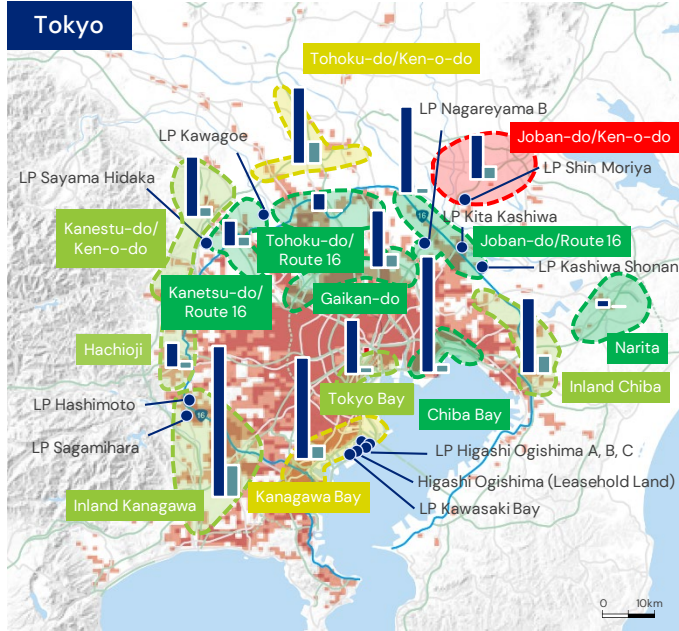 Tokyo
Tohoku-do/Ken-o-do
LP Nagareyama B
LP Kawagoe
Joban-do/Ken-o-do
LP Sayama Hidaka
LP Shin Moriya
Kanestu-do/
Ken-o-do
16
LP Kita Kashiwa
Tohoku-do/
Route 16
Joban-do/Route 16
LP Kashiwa Shonan
Kanetsu-do/
Route 16
Gaikan-do
Narita
Hachioji
Inland Chiba
Tokyo Bay
LP Hashimoto
16
Chiba Bay
LP Sagamihara
LP Higashi Ogishima A, B, C
Higashi Ogishima (Leasehold Land)
Inland Kanagawa
Kanagawa Bay
LP Kawasaki Bay
0 10km